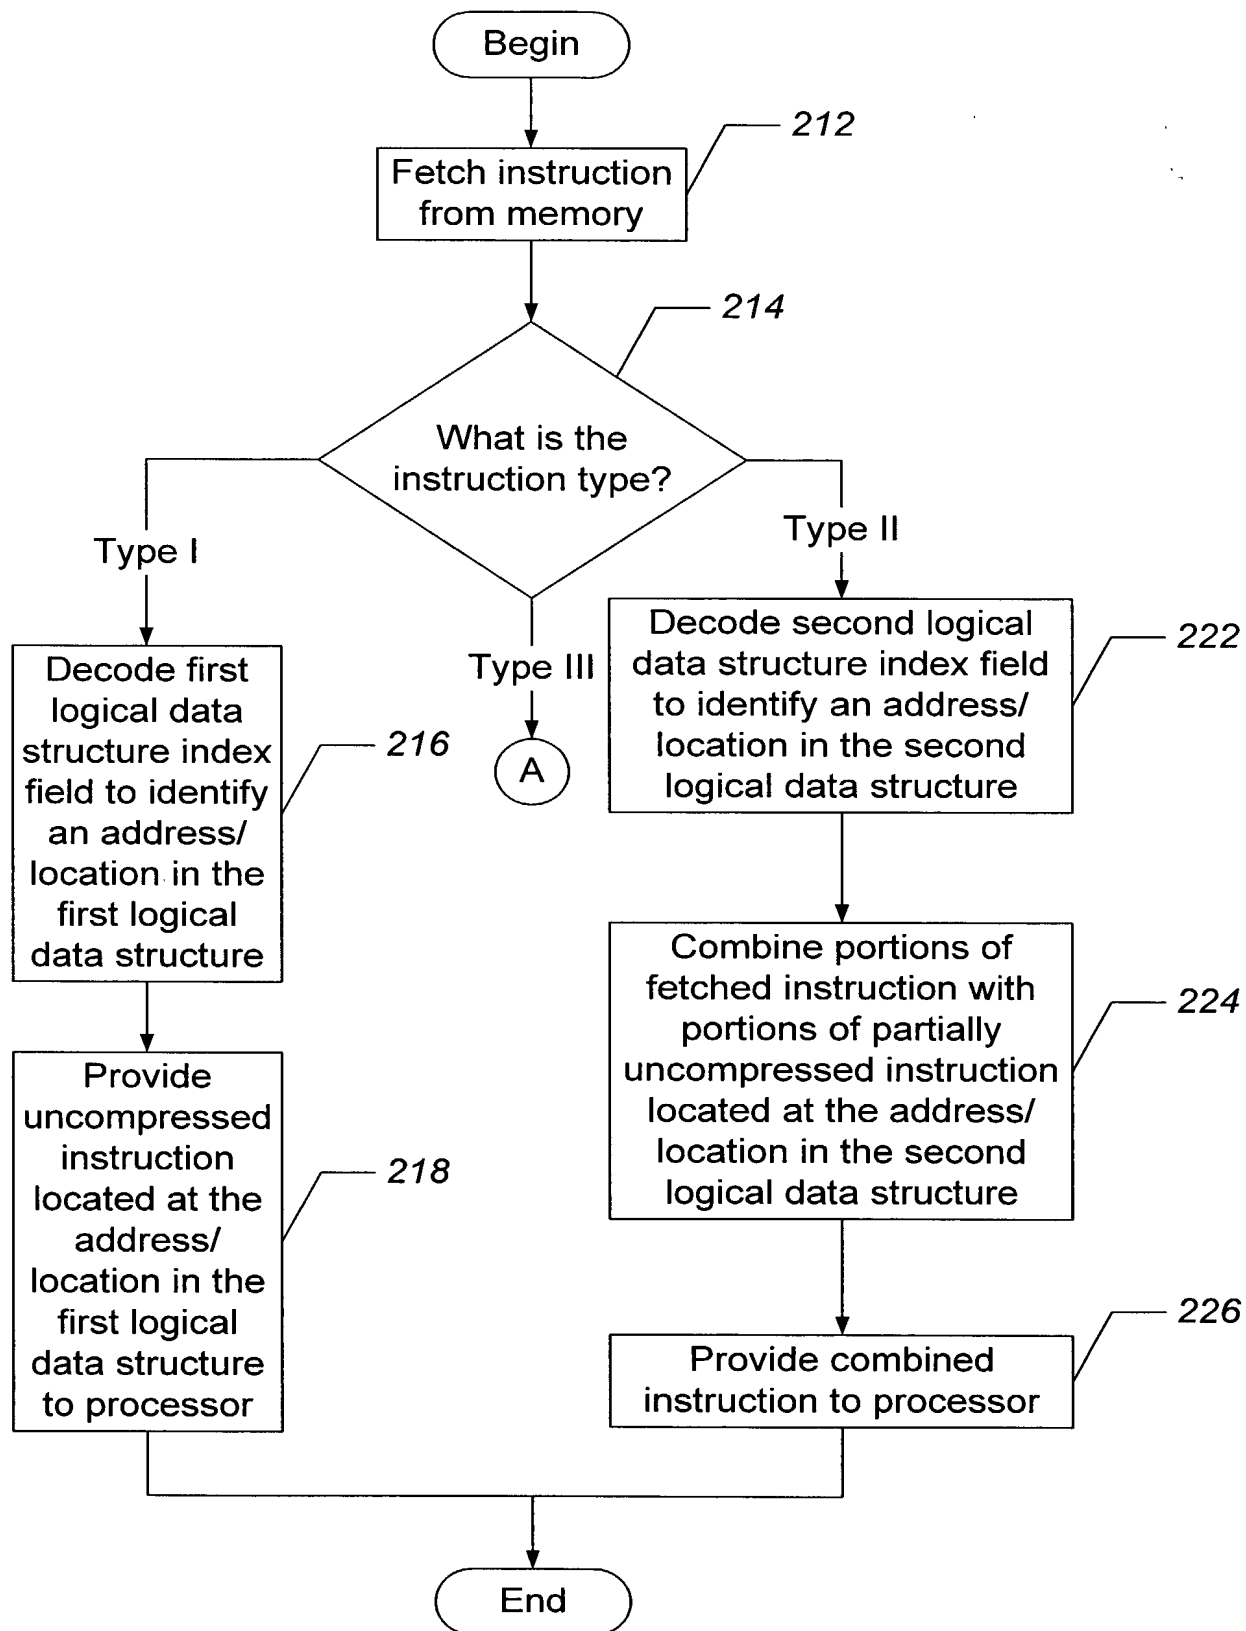 Begin
212
Fetch instruction
from memory
214
What is the
instruction type?
Type I
Type II
Type III
A
Decode first
logical data
structure index
field to identify
an address/
location in the
first logical
data structure
216
Decode second logical
data structure index field
to identify an address/
location in the second
logical data structure
222
Combine portions of
fetched instruction with
portions of partially
uncompressed instruction
located at the address/
location in the second
logical data structure
224
Provide
uncompressed
instruction
located at the
address/
location in the
first logical
data structure
to processor
218
Provide combined
instruction to processor
226
End